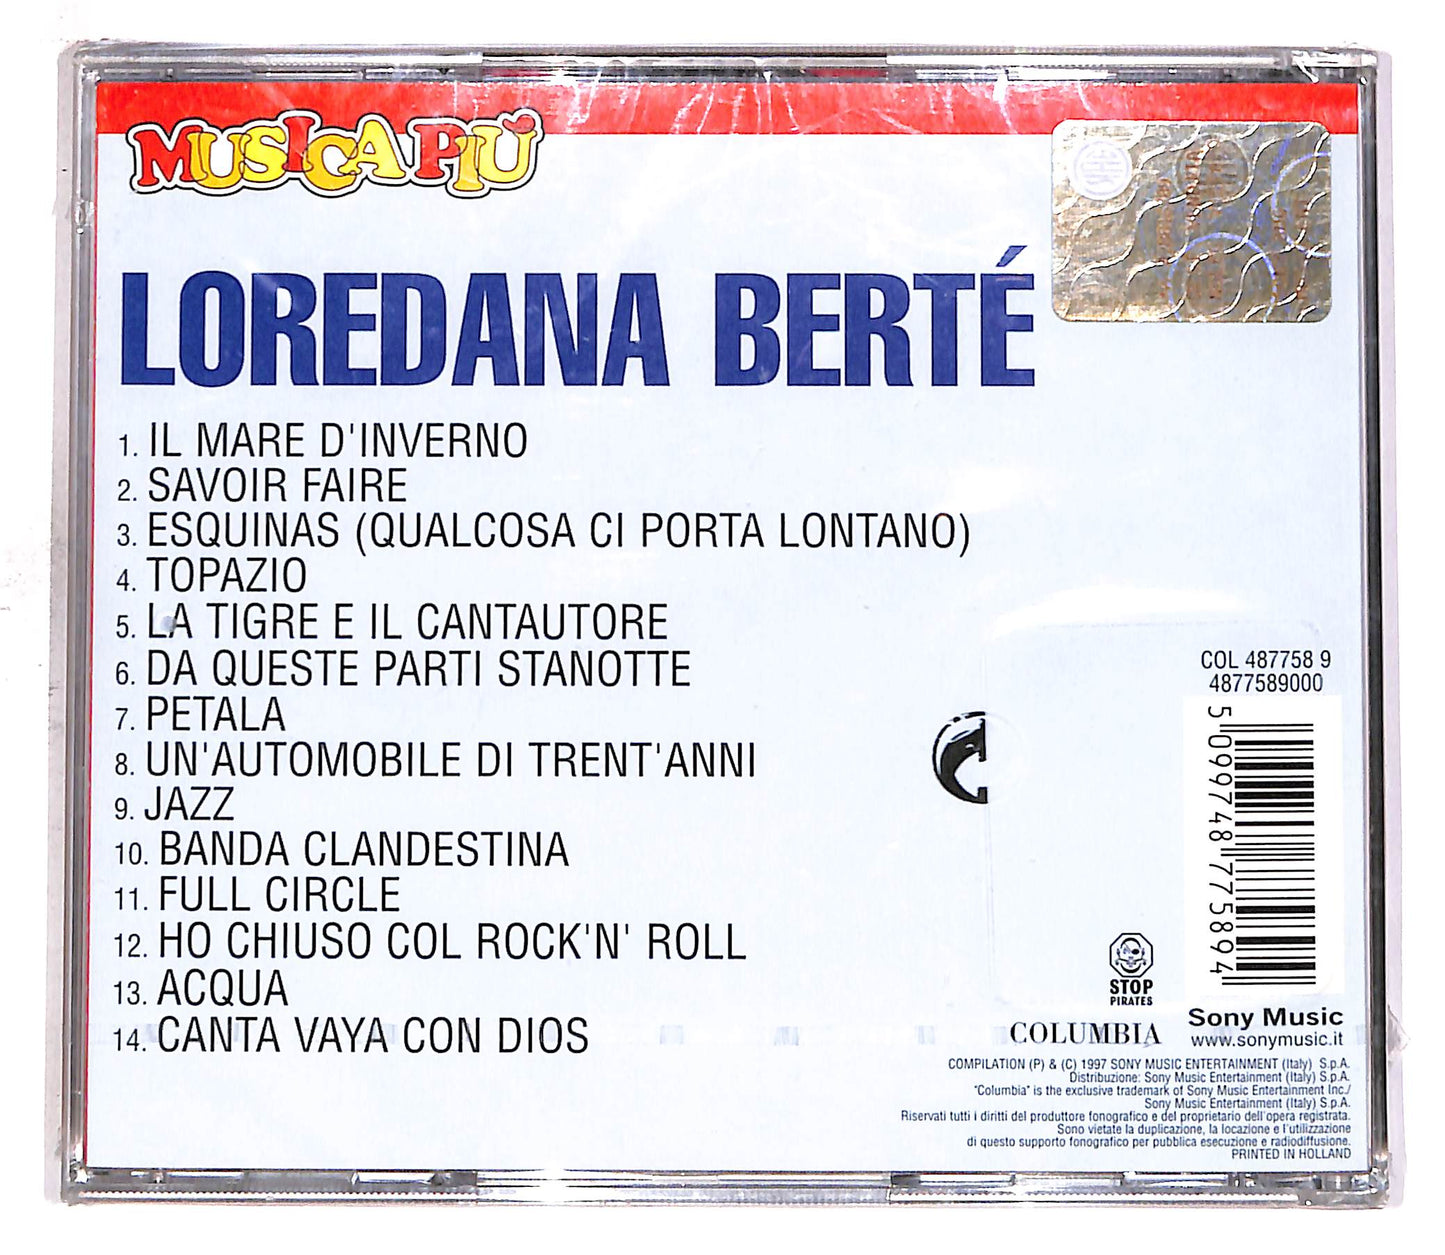 MUSICA PIÙ
LOREDANA BERTÉ
1. IL MARE D'INVERNO
2. SAVOIR FAIRE
3. ESQUINAS (QUALCOSA CI PORTA LONTANO)
4. TOPAZIO
5. LA TIGRE E IL CANTAUTORE
6. DA QUESTE PARTI STANOTTE
7. PETALA
8. UN'AUTOMOBILE DI TRENT'ANNI
9. JAZZ
10. BANDA CLANDESTINA
11. FULL CIRCLE
12. HO CHIUSO COL ROCK'N' ROLL
13. ACQUA
14. CANTA VAYA CON DIOS
COL 487758 9
4877589000
5 099748 775894
STOP
PIRATES
COLUMBIA
Sony Music
www.sonymusic.it
COMPILATION (P) & (C) 1997 SONY MUSIC ENTERTAINMENT (Italy) S.p.A.
Distribuzione: Sony Music Entertainment (Italy) S.p.A.
"Columbia" is the exclusive trademark of Sony Music Entertainment Inc./
Sony Music Entertainment (Italy) S.p.A.
Riservati tutti i diritti del produttore fonografico e del proprietario dell'opera registrata.
Sono vietate la duplicazione, la locazione e l'utilizzazione
di questo supporto fonografico per pubblica esecuzione e radiodiffusione.
PRINTED IN HOLLAND